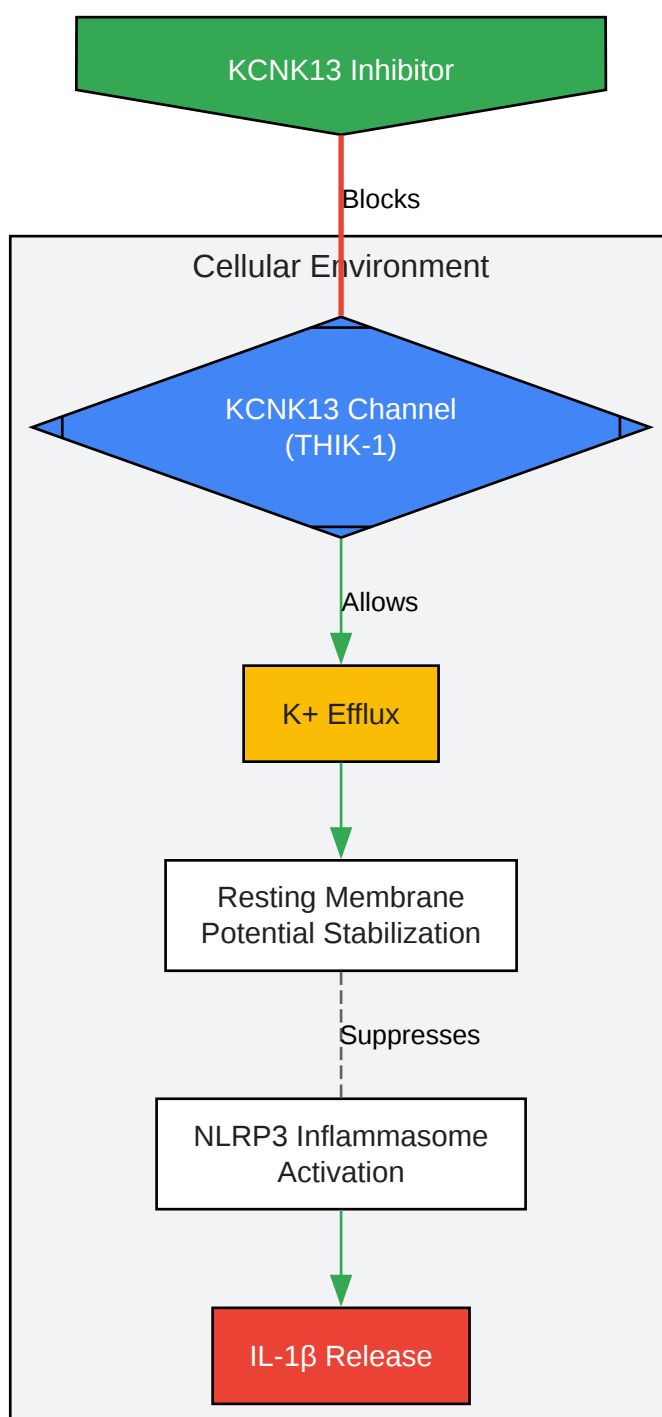 KCNK13 Inhibitor
Blocks
Cellular Environment
KCNK13 Channel
(THIK-1)
Allows
K+ Efflux
Resting Membrane
Potential Stabilization
Suppresses
NLRP3 Inflammasome
Activation
IL-1β Release